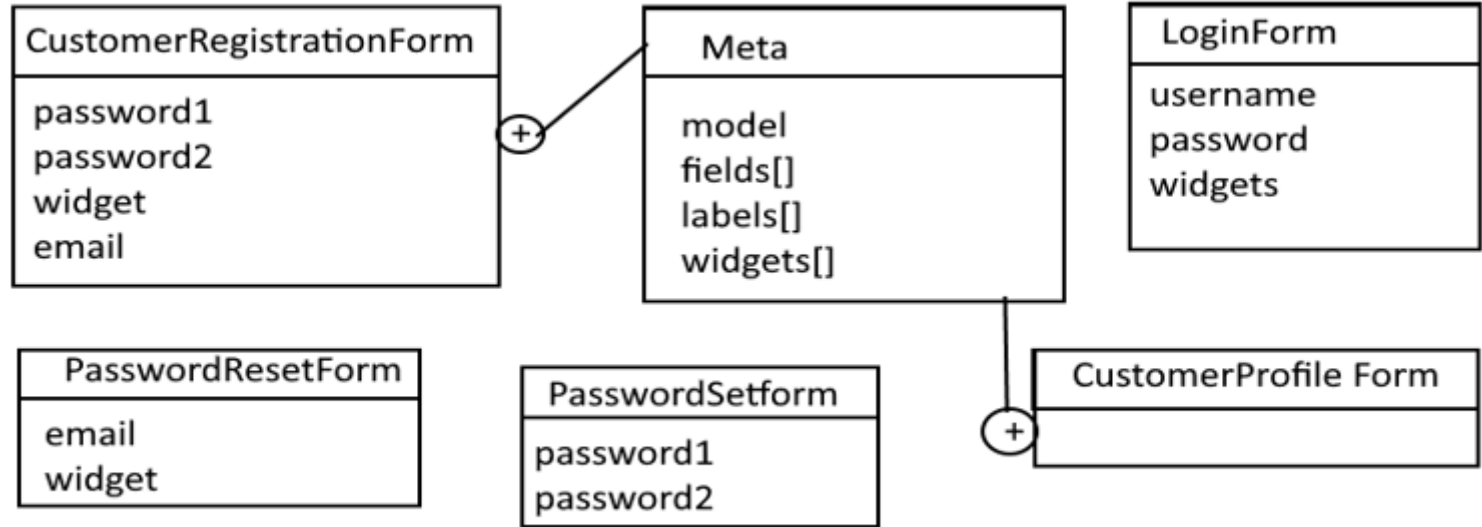 CustomerRegistrationForm
password1
password2
widget
email
+
Meta
model
fields[]
labels[]
widgets[]
LoginForm
username
password
widgets
PasswordResetForm
email
widget
PasswordSetform
password1
password2
+
CustomerProfile Form